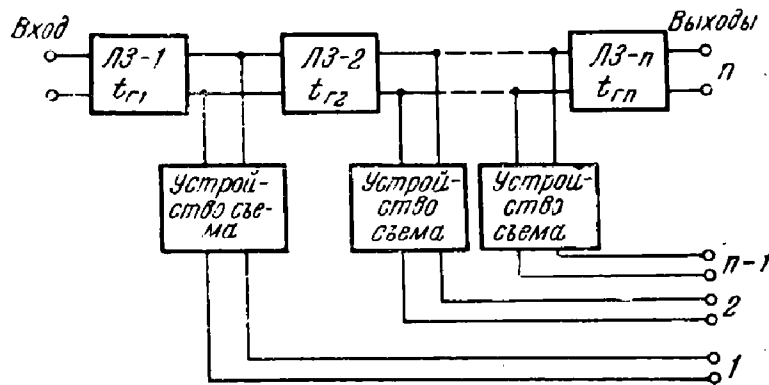 Вход
Выходы
ЛЗ-1
tг1
ЛЗ-2
tг2
ЛЗ-п
tгп
п
Устрой-
ство съе-
ма
Устрой-
ство
съема
Устрой-
ство
съема
п-1
2
1